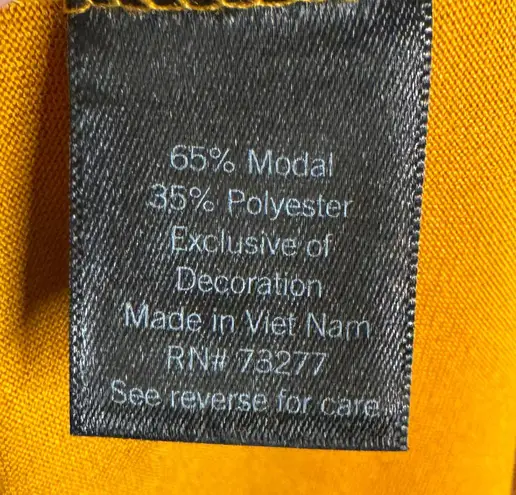 65% Modal
35% Polyester
Exclusive of
Decoration
Made in Viet Nam
RN# 73277
See reverse for care